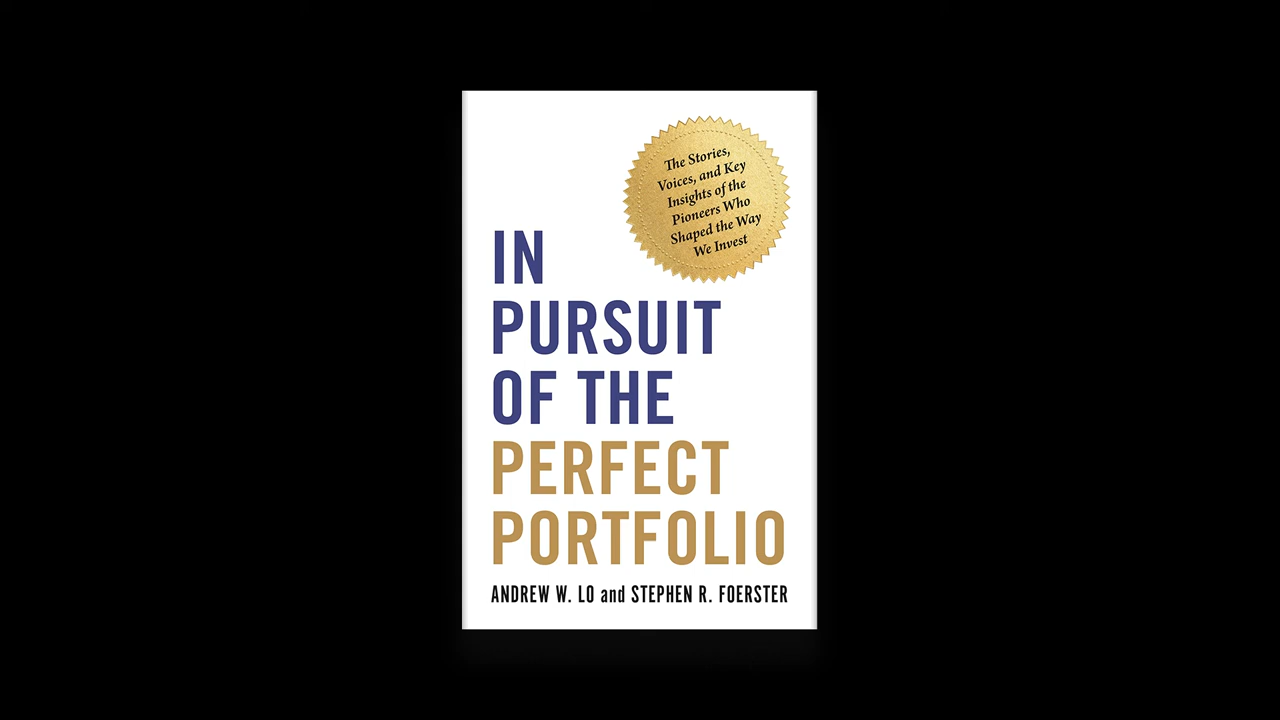 The Stories,
Voices, and Key
Insights of the
Pioneers Who
Shaped the Way
We Invest
IN
PURSUIT
OF THE
PERFECT
PORTFOLIO
ANDREW W. LO and STEPHEN R. FOERSTER